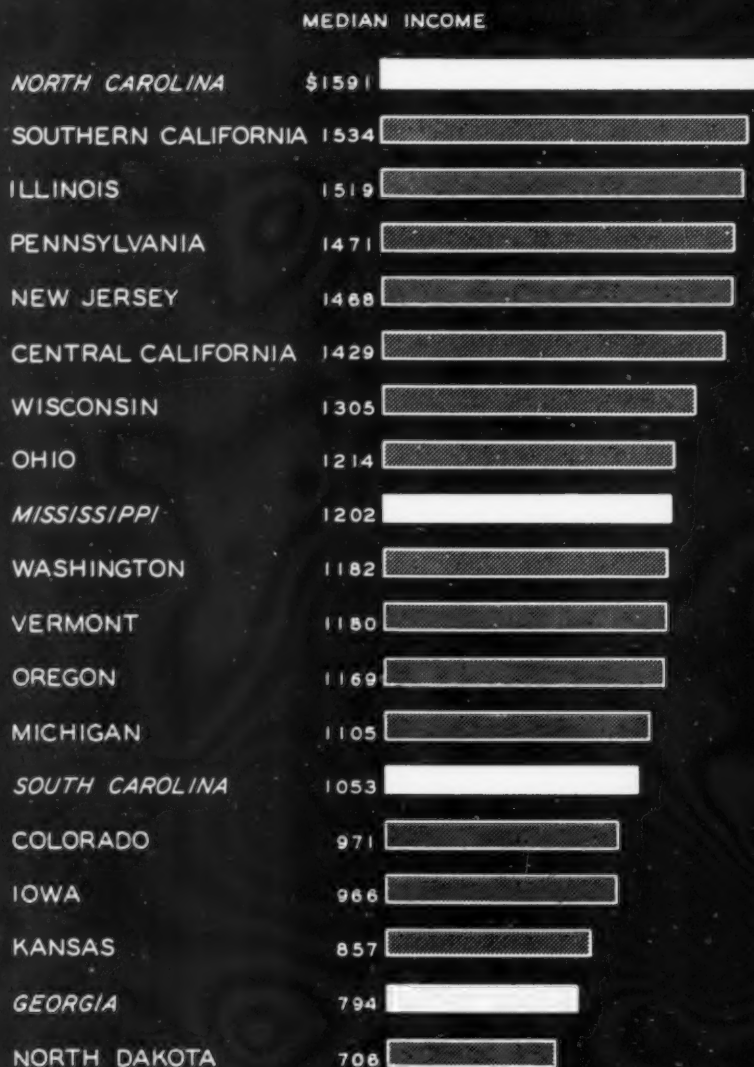 MEDIAN INCOME
NORTH CAROLINA $1591
SOUTHERN CALIFORNIA 1534
ILLINOIS 1519
PENNSYLVANIA 1471
NEW JERSEY 1468
CENTRAL CALIFORNIA 1429
WISCONSIN 1305
OHIO 1214
MISSISSIPPI 1202
WASHINGTON 1182
VERMONT 1180
OREGON 1169
MICHIGAN 1105
SOUTH CAROLINA 1053
COLORADO 971
IOWA 966
KANSAS 857
GEORGIA 794
NORTH DAKOTA 708